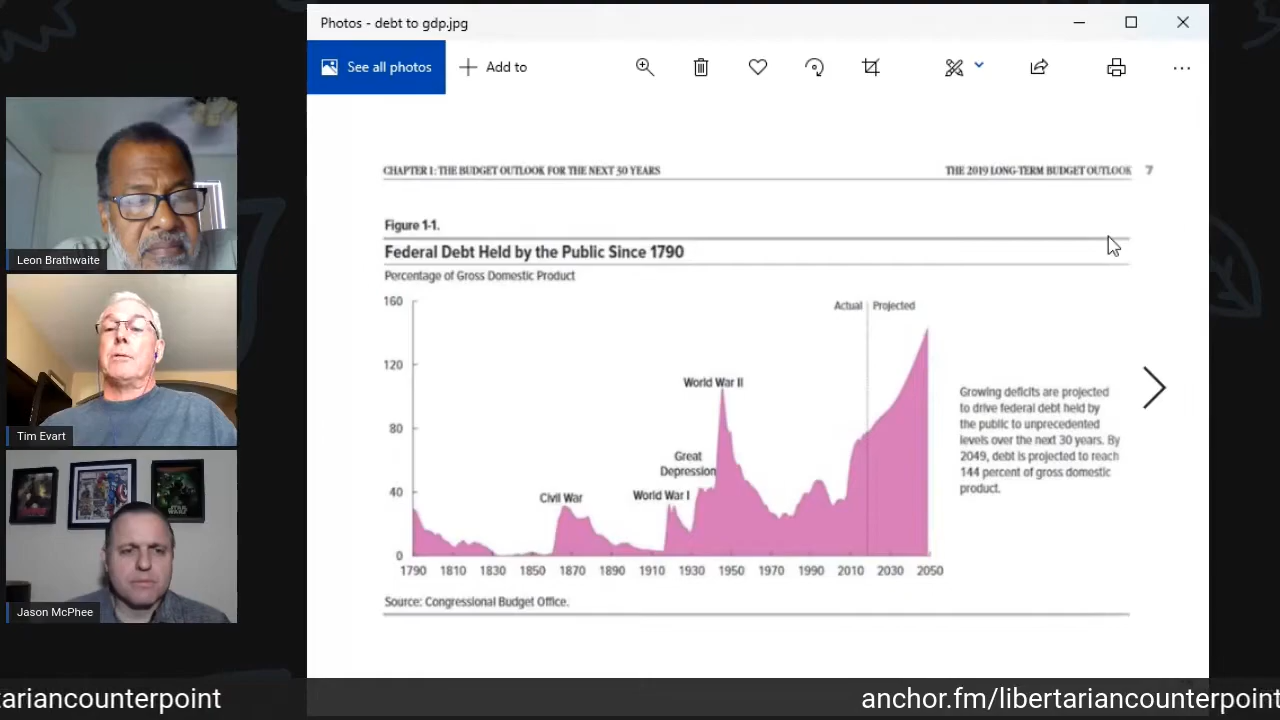 Photos - debt to gdp.jpg
See all photos
Add to
CHAPTER 1: THE BUDGET OUTLOOK FOR THE NEXT 30 YEARS
THE 2019 LONG-TERM BUDGET OUTLOOK 7
Figure 1-1.
Federal Debt Held by the Public Since 1790
Percentage of Gross Domestic Product
160
120
80
40
0
Actual
Projected
World War II
Great
Depression
World War I
Civil War
1790 1810 1830 1850 1870 1890 1910 1930 1950 1970 1990 2010 2030 2050
Growing deficits are projected
to drive federal debt held by
the public to unprecedented
levels over the next 30 years. By
2049, debt is projected to reach
144 percent of gross domestic
product.
Source: Congressional Budget Office.
Leon Brathwaite
Tim Evart
STAR
WARS
Jason McPhee
tariancounterpoint
anchor.fm/libertariancounterpoint